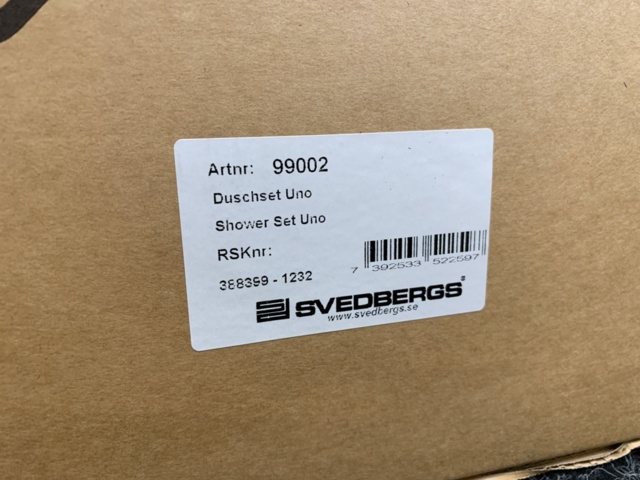 Artnr: 99002
Duschset Uno
Shower Set Uno
RSKnr:
388399 - 1232
7 392533 522597
SVEDBERGS
www.svedbergs.se